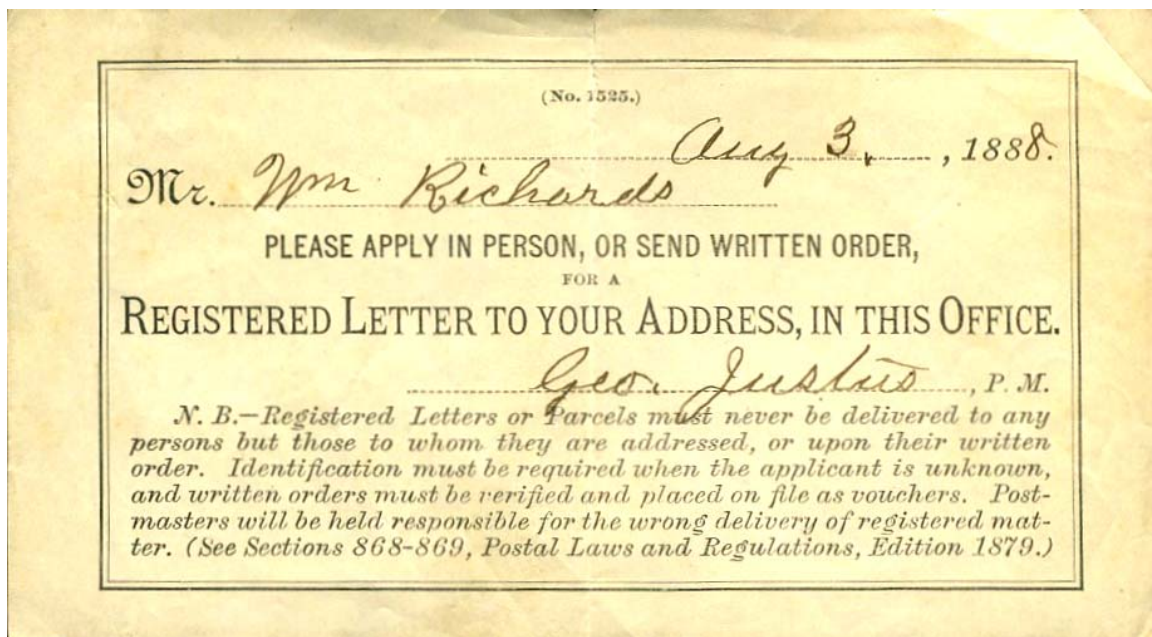 (No. 1525.)
Aug 3, , 1888.
Mr. Wm Richards
PLEASE APPLY IN PERSON, OR SEND WRITTEN ORDER,
FOR A
REGISTERED LETTER TO YOUR ADDRESS, IN THIS OFFICE.
Geo. Justus , P. M.
N. B.—Registered Letters or Parcels must never be delivered to any
persons but those to whom they are addressed, or upon their written
order. Identification must be required when the applicant is unknown,
and written orders must be verified and placed on file as vouchers. Post-
masters will be held responsible for the wrong delivery of registered mat-
ter. (See Sections 868-869, Postal Laws and Regulations, Edition 1879.)